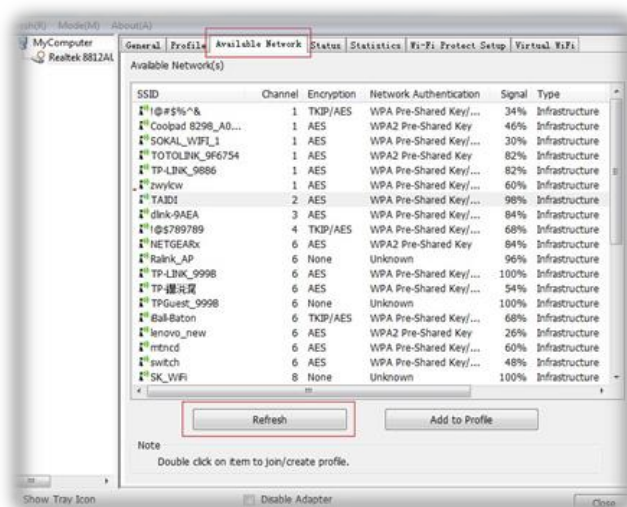 Mode(M) About(A)
MyComputer
Realtek 8812AU
General Profile Available Network Status Statistics Wi-Fi Protect Setup Virtual WiFi
Available Network(s)
SSID Channel Encryption Network Authentication Signal Type
!@#$%^& 1 TKIP/AES WPA Pre-Shared Key/... 34% Infrastructure
Coolpad 8298_A0... 1 AES WPA2 Pre-Shared Key 46% Infrastructure
SOKAL_WIFI_1 1 AES WPA Pre-Shared Key/... 30% Infrastructure
TOTOLINK_9F6754 1 AES WPA2 Pre-Shared Key 82% Infrastructure
TP-LINK_9886 1 AES WPA Pre-Shared Key/... 82% Infrastructure
zwylcw 1 AES WPA Pre-Shared Key/... 60% Infrastructure
TAIDI 2 AES WPA Pre-Shared Key/... 98% Infrastructure
dlink-9AEA 3 AES WPA Pre-Shared Key/... 84% Infrastructure
!@$789789 4 TKIP/AES WPA Pre-Shared Key/... 68% Infrastructure
NETGEARx 6 AES WPA2 Pre-Shared Key 84% Infrastructure
Ralink_AP 6 None Unknown 96% Infrastructure
TP-LINK_9998 6 AES WPA Pre-Shared Key/... 100% Infrastructure
6 AES WPA Pre-Shared Key/... 54% Infrastructure
TPGuest_9998 6 None Unknown 100% Infrastructure
iBall-Baton 6 TKIP/AES WPA Pre-Shared Key/... 68% Infrastructure
lenovo_new 6 AES WPA2 Pre-Shared Key 26% Infrastructure
mtncd 6 AES WPA Pre-Shared Key/... 60% Infrastructure
switch 6 AES WPA Pre-Shared Key/... 48% Infrastructure
SK_WiFi 8 None Unknown 100% Infrastructure
Refresh Add to Profile
Note
Double click on item to join/create profile.
Show Tray Icon Disable Adapter Close